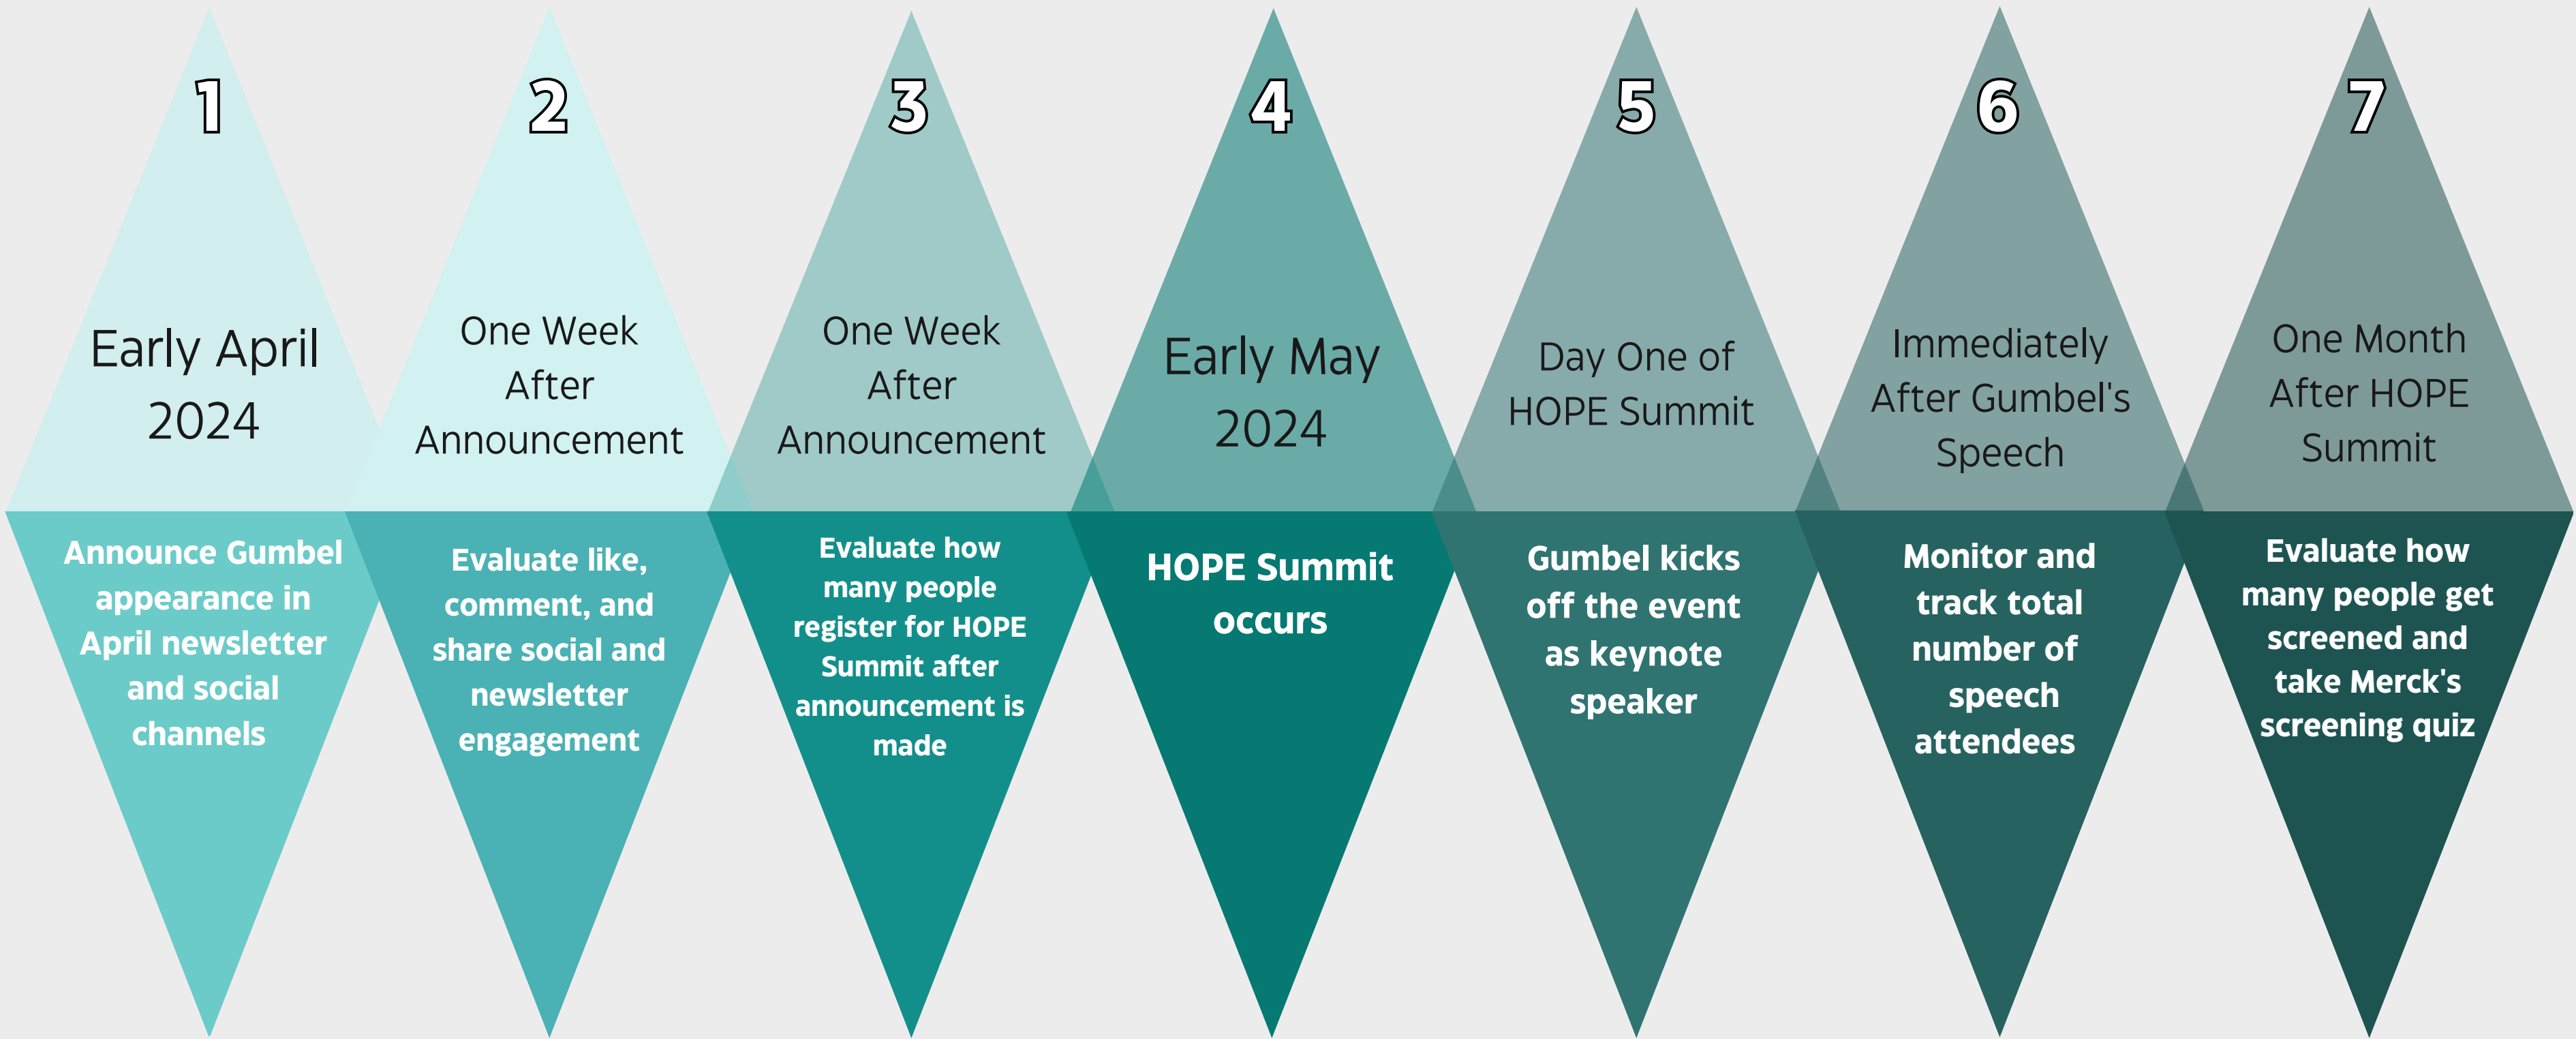 1
Early April
2024
Announce Gumbel
appearance in
April newsletter
and social
channels
2
One Week
After
Announcement
Evaluate like,
comment, and
share social and
newsletter
engagement
3
One Week
After
Announcement
Evaluate how
many people
register for HOPE
Summit after
announcement is
made
4
Early May
2024
HOPE Summit
occurs
5
Day One of
HOPE Summit
Gumbel kicks
off the event
as keynote
speaker
6
Immediately
After Gumbel's
Speech
Monitor and
track total
number of
speech
attendees
7
One Month
After HOPE
Summit
Evaluate how
many people get
screened and
take Merck's
screening quiz